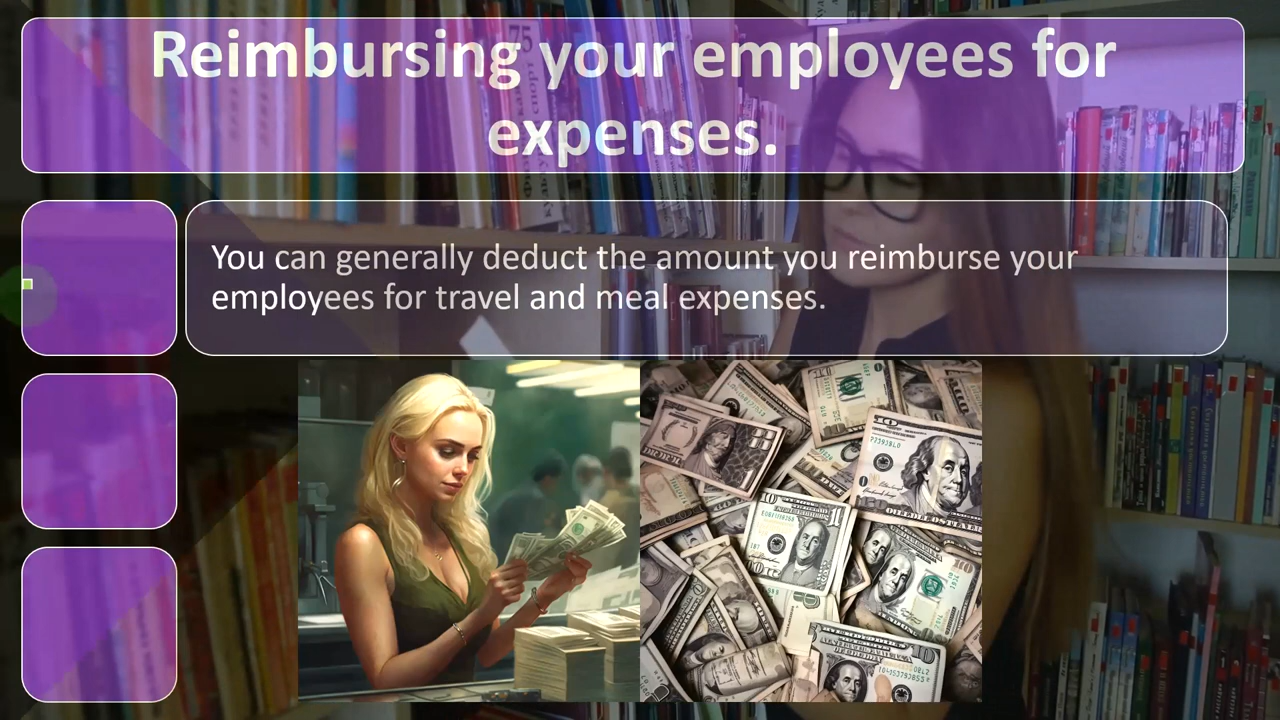 Reimbursing your employees for
expenses.
You can generally deduct the amount you reimburse your
employees for travel and meal expenses.